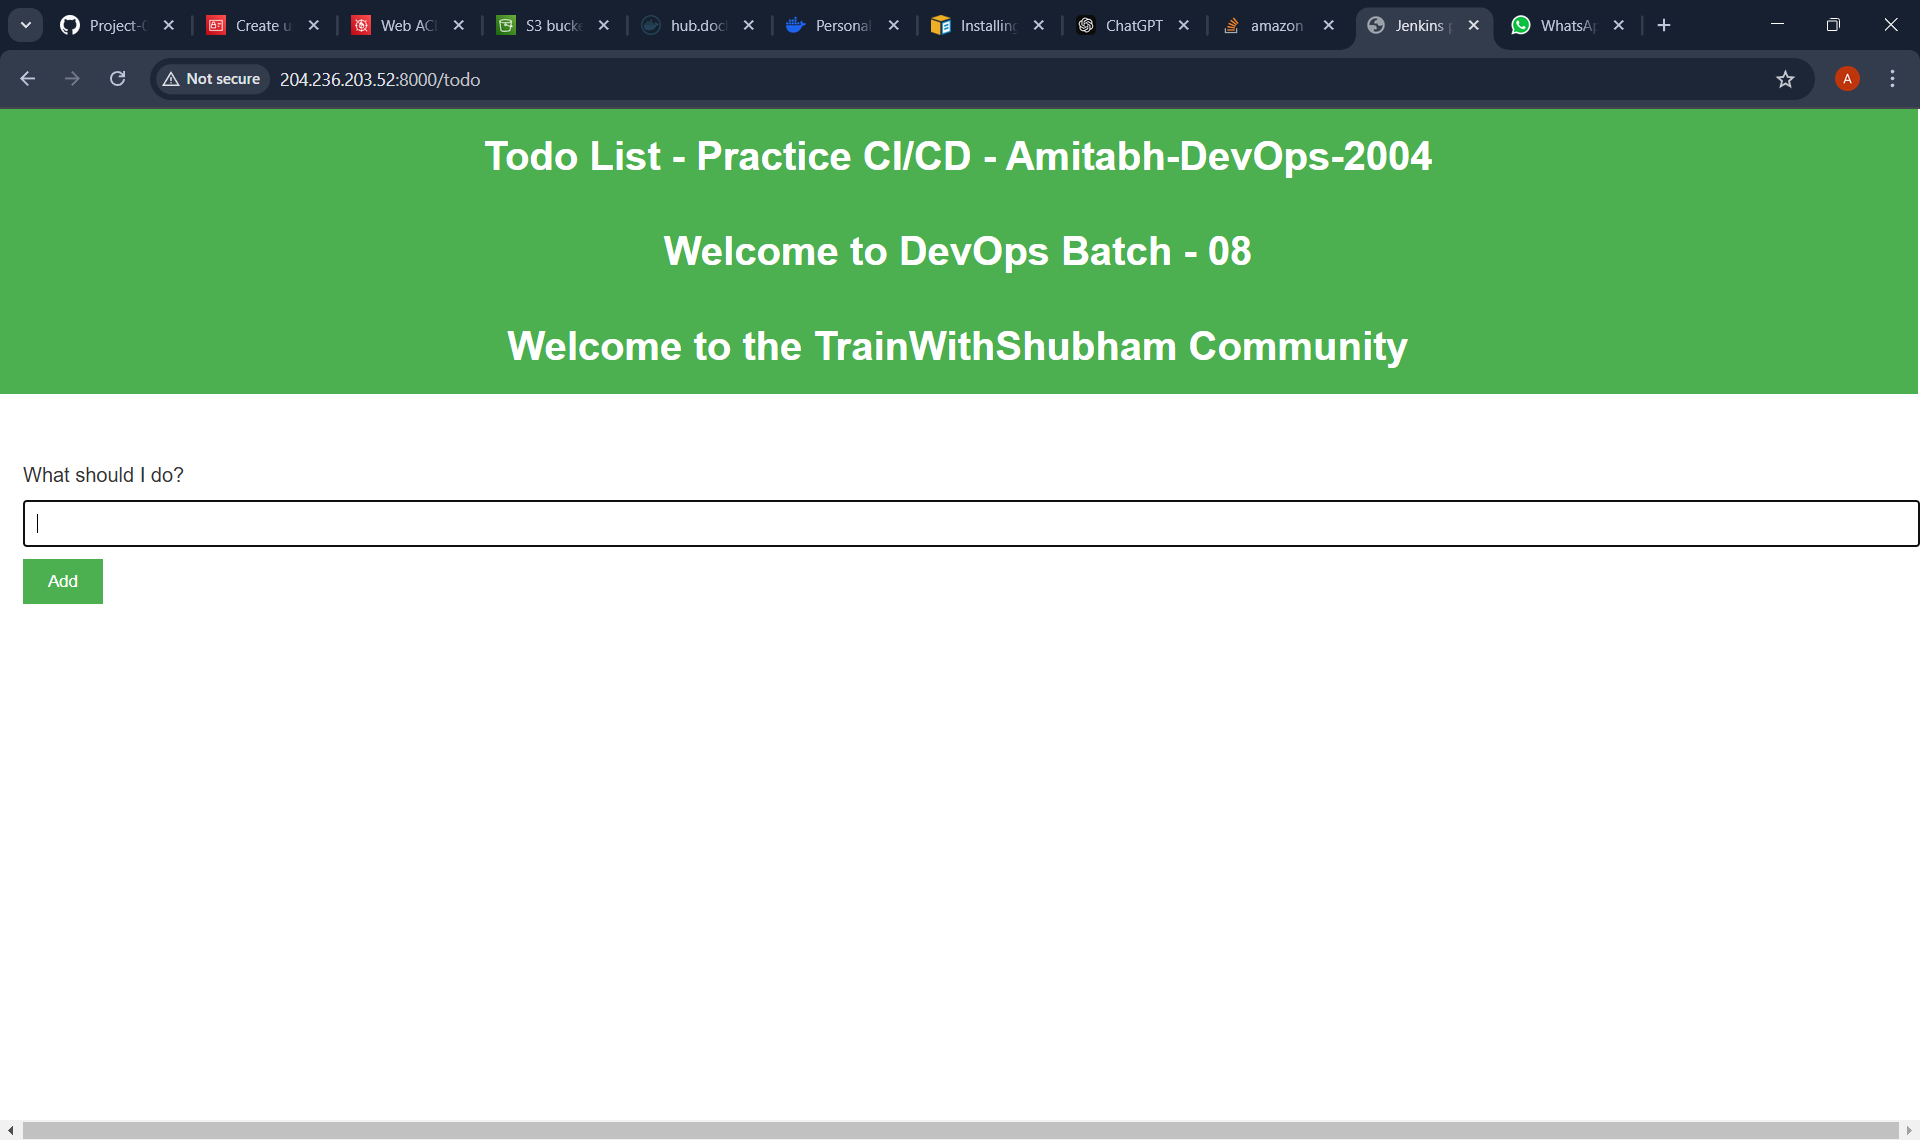 Project-
Create u
Web AC
S3 bucke
hub.doc
Personal
Installing
ChatGPT
amazon
Jenkins
WhatsA
Not secure
204.236.203.52:8000/todo
A
Todo List - Practice CI/CD - Amitabh-DevOps-2004
Welcome to DevOps Batch - 08
Welcome to the TrainWithShubham Community
What should I do?
Add